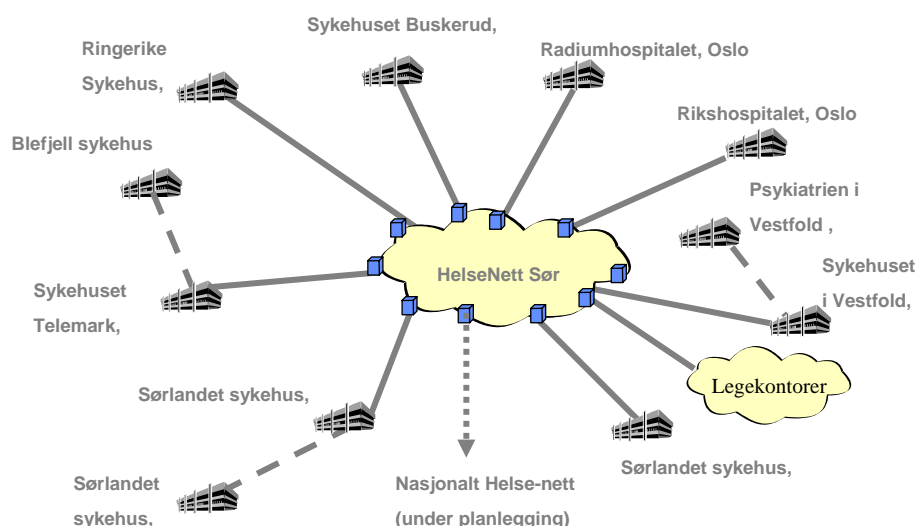 Sykehuset Buskerud,
Radiumhospitalet, Oslo
Ringerike
Sykehus,
Rikshospitalet, Oslo
Blefjell sykehus
Psykiatrien i
Vestfold ,
HelseNett Sør
Sykehuset
i Vestfold,
Sykehuset
Telemark,
Legekontorer
Sørlandet sykehus,
Sørlandet sykehus,
Sørlandet
sykehus,
Nasjonalt Helse-nett
(under planlegging)